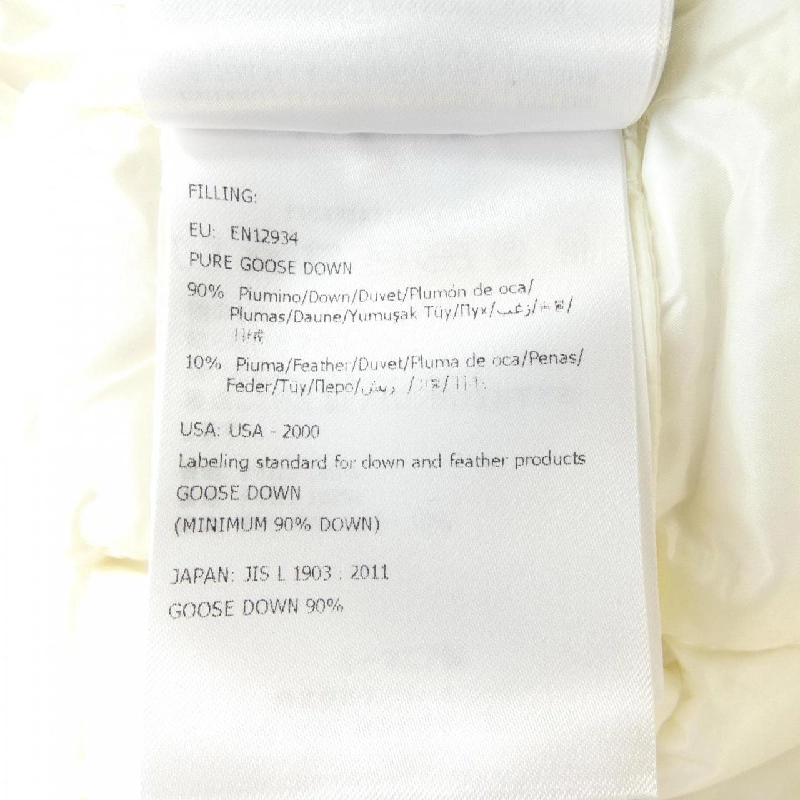 FILLING:
EU: EN12934
PURE GOOSE DOWN
90% Piumino/Down/Duvet/Plumón de oca/
Plumas/Daune/Yumuşak Tüy/Пух/زغب/
10% Piuma/Feather/Duvet/Pluma de oca/Penas/
Feder/Tüy/Перо/ريش/
USA: USA - 2000
Labeling standard for down and feather products
GOOSE DOWN
(MINIMUM 90% DOWN)
JAPAN: JIS L 1903 : 2011
GOOSE DOWN 90%